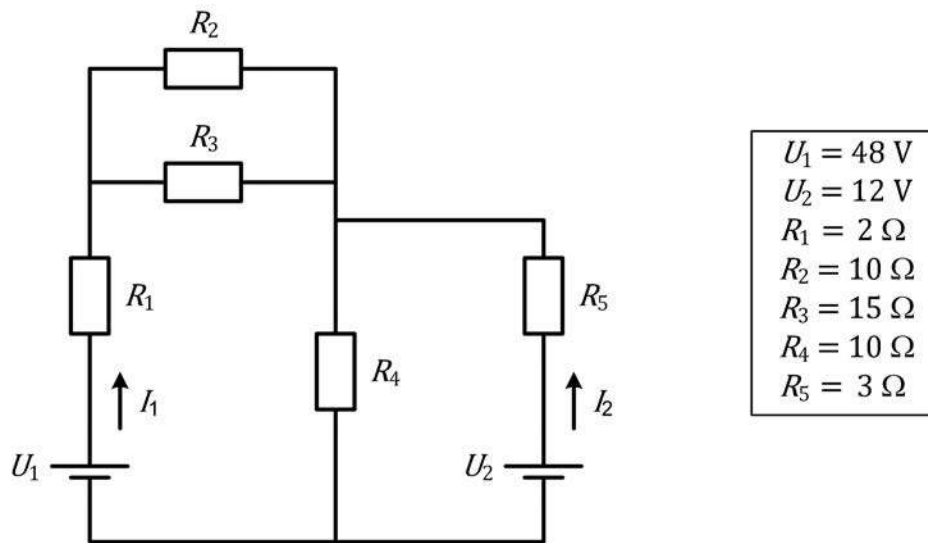 R₂
R₃
R₁
R₅
R₄
I₁
I₂
U₁
U₂
U₁ = 48 V
U₂ = 12 V
R₁ = 2 Ω
R₂ = 10 Ω
R₃ = 15 Ω
R₄ = 10 Ω
R₅ = 3 Ω